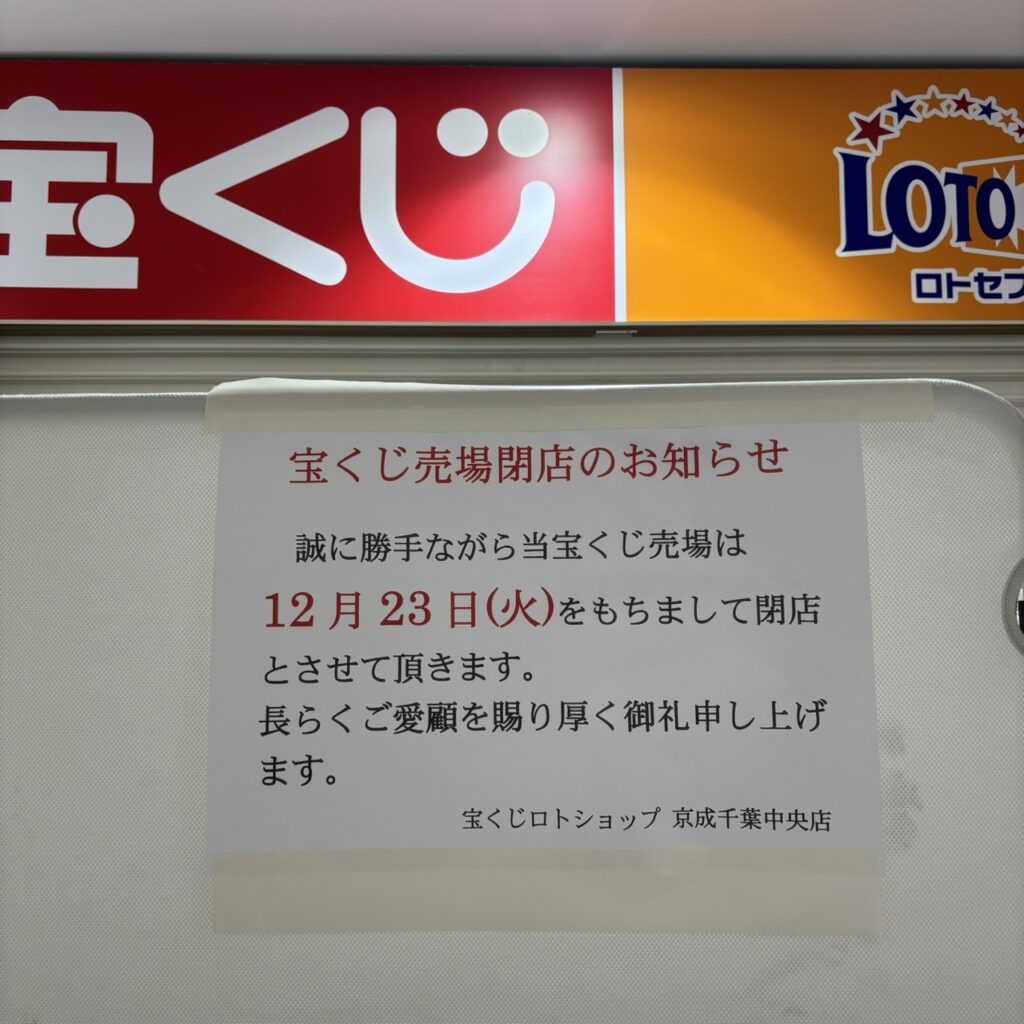 宝くじ
LOTO
ロトセブ
宝くじ売場閉店のお知らせ
誠に勝手ながら当宝くじ売場は
12月23日(火)をもちまして閉店
とさせて頂きます。
長らくご愛顧を賜り厚く御礼申し上げ
ます。
宝くじロトショップ 京成千葉中央店